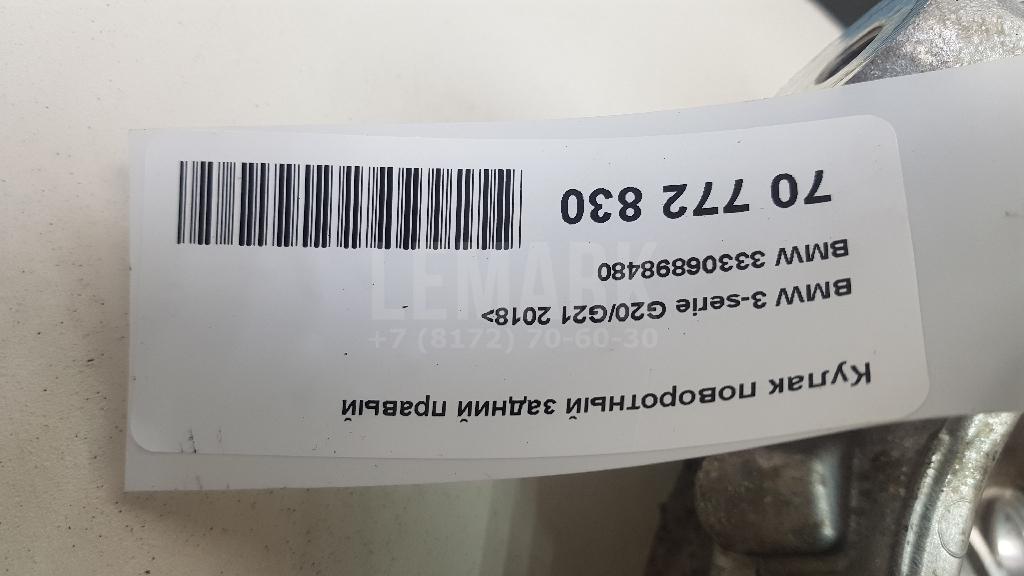 Кулак поворотный задний правый
BMW 3-serie G20/G21 2018>
BMW 33306898480
70 772 830
LEMARK
+7 (8172) 70-60-30